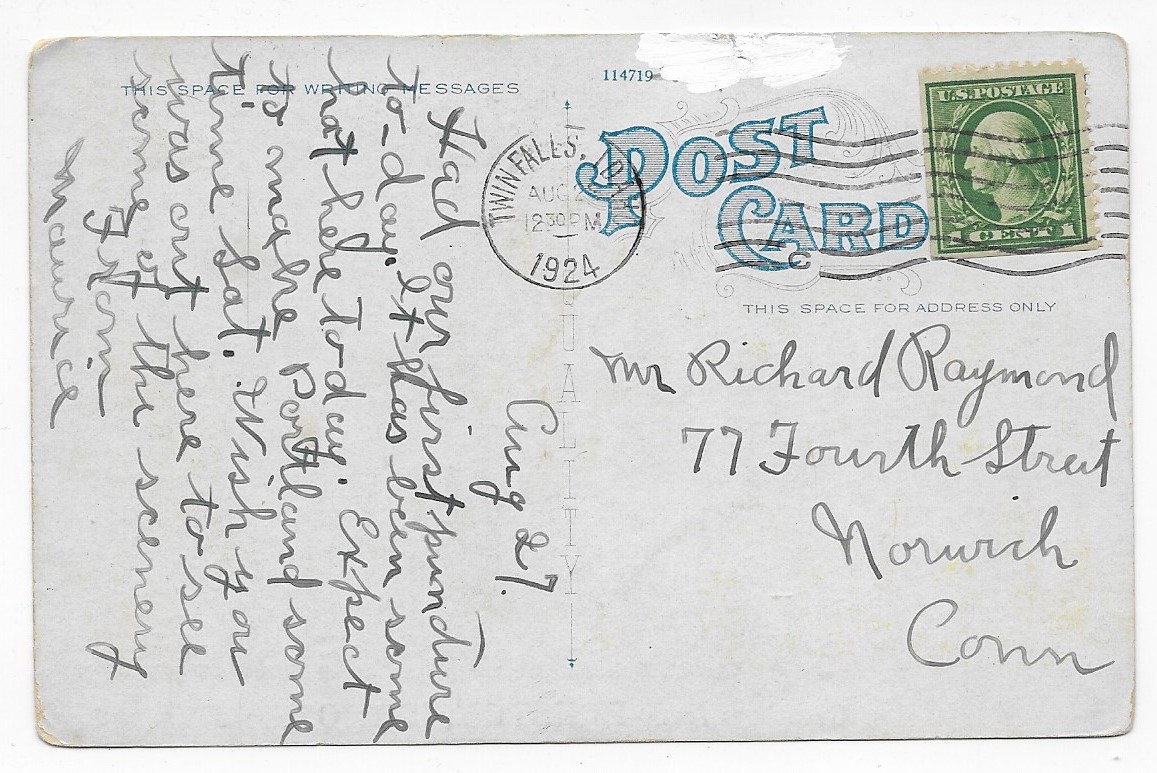 THIS SPACE FOR WRITING MESSAGES
114719
POST
CARD
U.S. POSTAGE
1 CENT 1
TWIN FALLS, IDA
AUG 2
12 30 PM
1924
C
THIS SPACE FOR ADDRESS ONLY
QUALITY
Aug 27.
Had our first puncture
to-day. It has been some
hot here to day. Expect
to make Portland some
time Sat. Wish you
was out here to see
some of the scenery
Maurice
Mr Richard Raymond
77 Fourth Street
Norwich
Conn